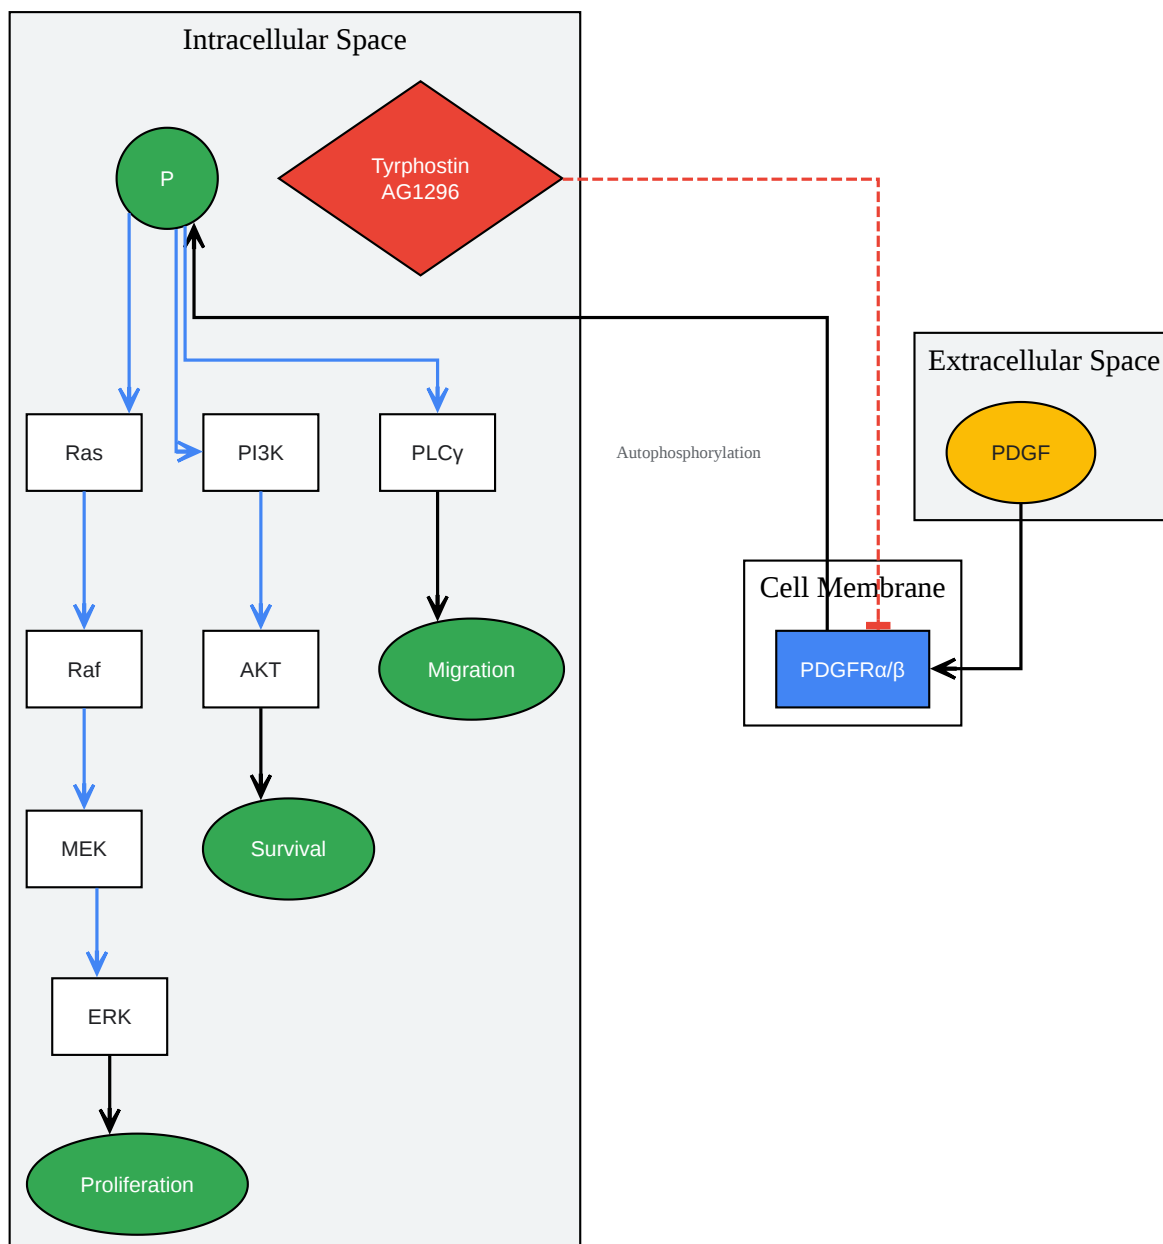 Intracellular Space
P
Tyrphostin
AG1296
Extracellular Space
PDGF
Ras
PI3K
PLCγ
Autophosphorylation
Cell Membrane
PDGFRα/β
Raf
AKT
Migration
MEK
Survival
ERK
Proliferation